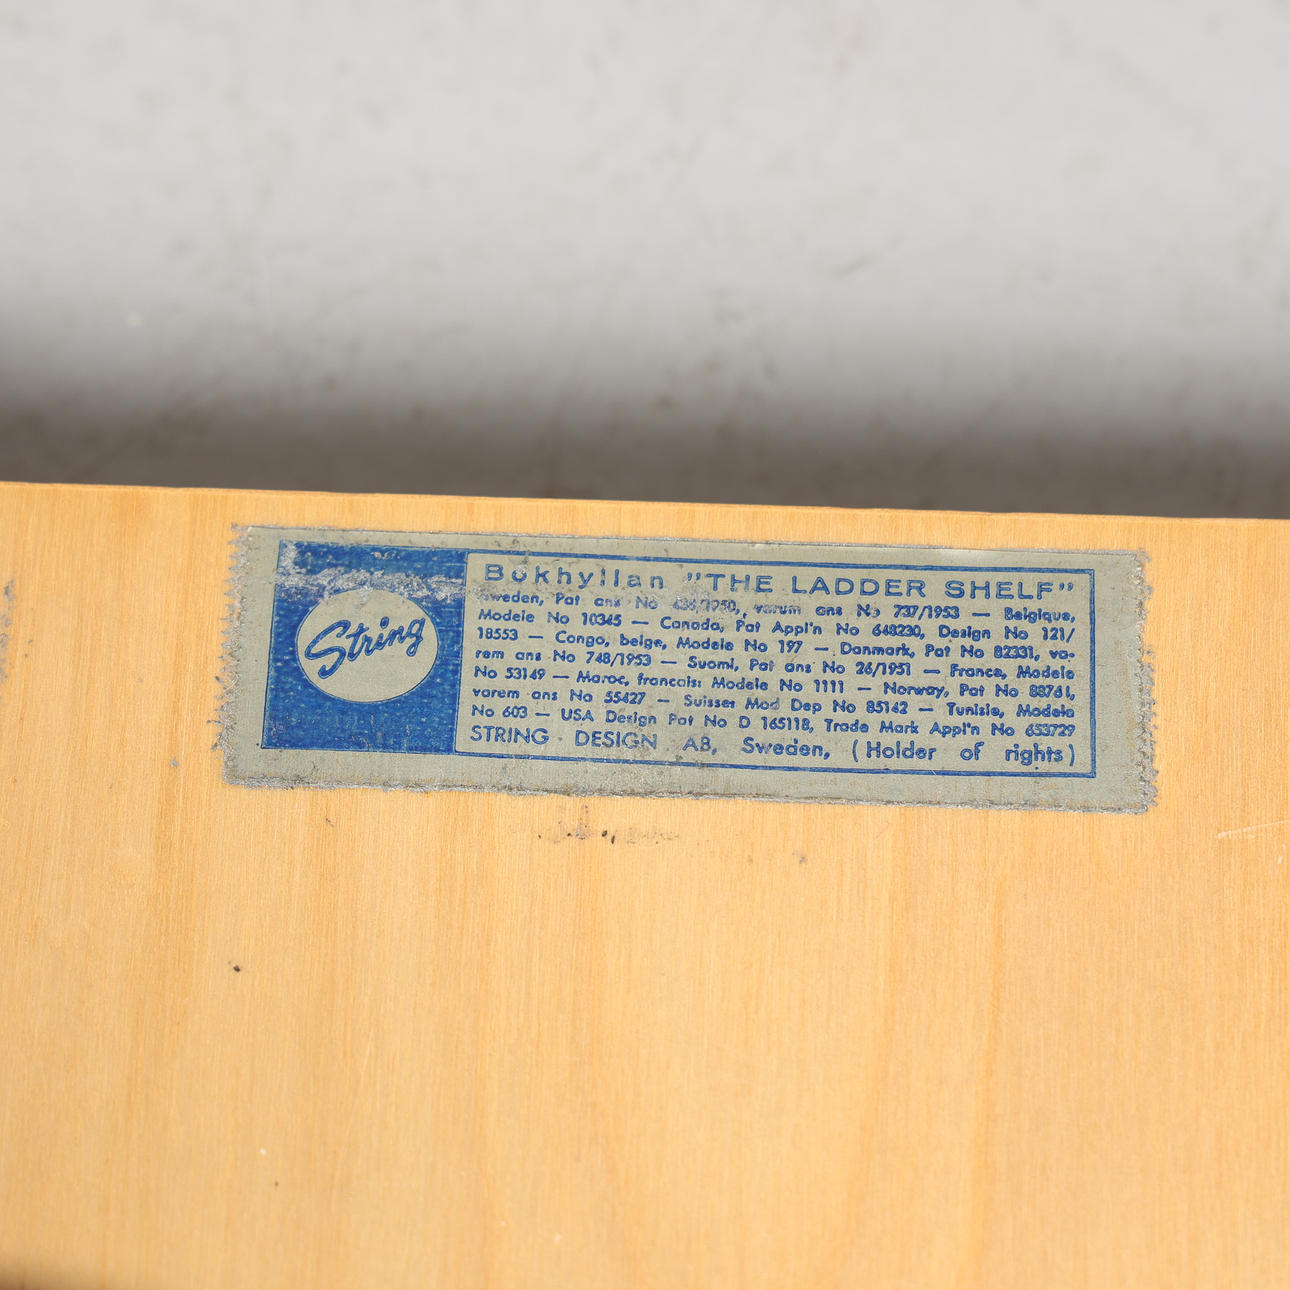 String
Bokhyllan "THE LADDER SHELF"
Sweden, Pat ans No varum ans No 737/1953 — Belgique,
Modele No 10345 — Canada, Pat Appl'n No 648230, Design No 121/
18553 — Congo, belge, Modele No 197 — Danmark, Pat No 82331, va-
rem ans No 748/1953 — Suomi, Pat ans No 26/1951 — France, Modele
No 53149 — Maroc, francais: Modele No 1111 — Norway, Pat No 88761,
varem ans No 55427 — Suisse: Mod Dep No 85142 — Tunisie, Modele
No 603 — USA Design Pat No D 165118, Trade Mark Appl'n No 653729
STRING DESIGN AB, Sweden, (Holder of rights)